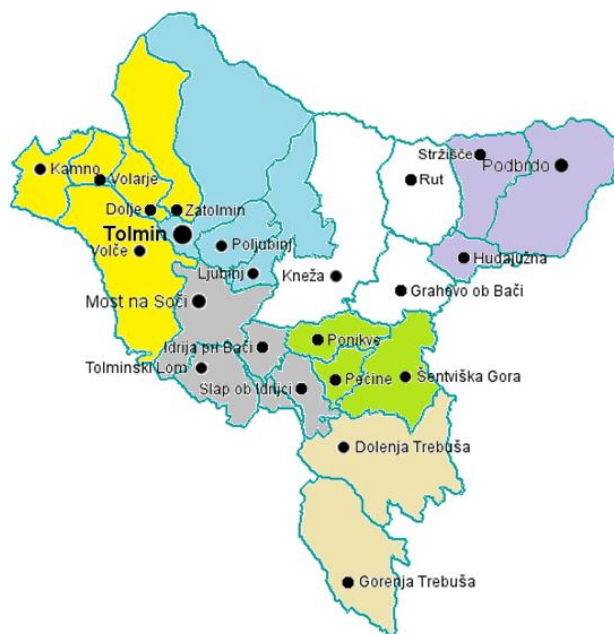 Stržišče
Podbrdo
Kamno
Volarje
Rut
Dolje
Zatolmin
Tolmin
Volče
Poljubinj
Hudajužna
Ljubinj
Kneža
Grahovo ob Bači
Most na Soči
Ponikve
Idrija pri Bači
Tolminski Lom
Pečine
Šentviška Gora
Slap ob Idrijci
Dolenja Trebuša
Gorenja Trebuša